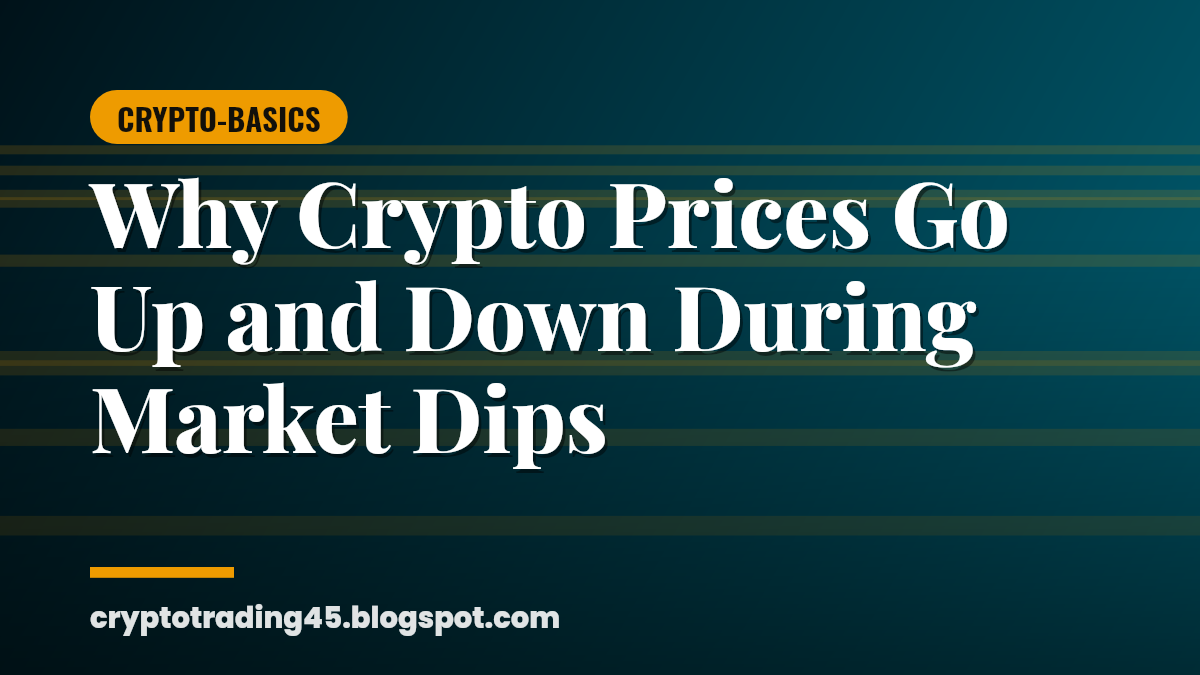 CRYPTO-BASICS
Why Crypto Prices Go
Up and Down During
Market Dips
cryptotrading45.blogspot.com